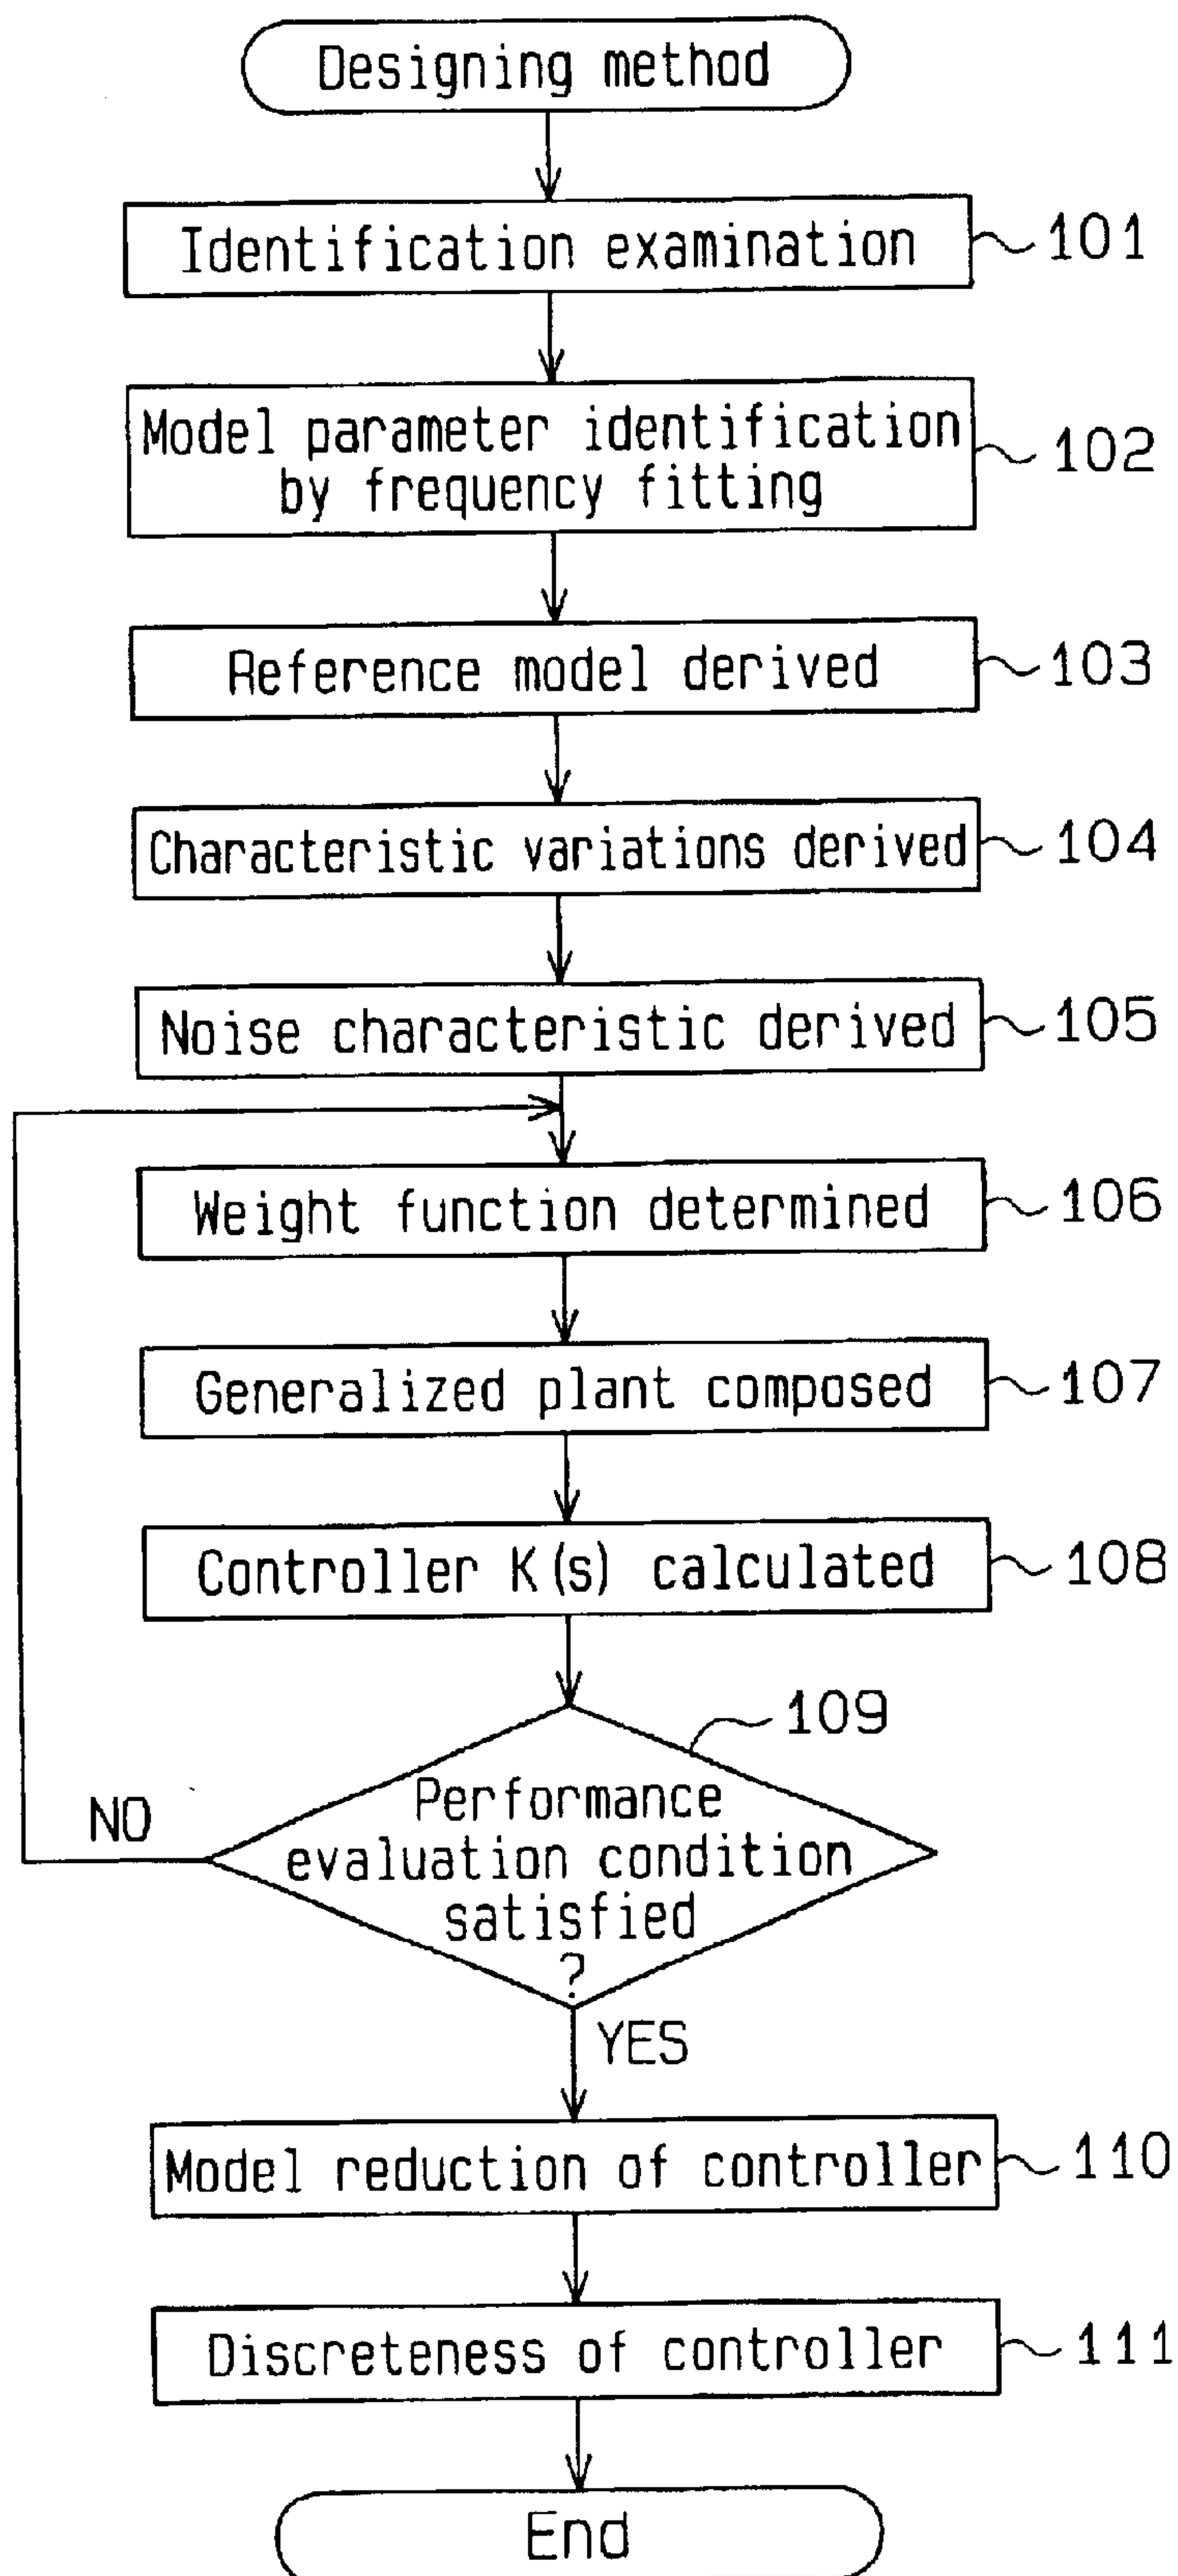 Designing method
Identification examination
101
Model parameter identification
by frequency fitting
102
Reference model derived
103
Characteristic variations derived
104
Noise characteristic derived
105
Weight function determined
106
Generalized plant composed
107
Controller K(s) calculated
108
109
Performance
evaluation condition
satisfied
?
NO
YES
Model reduction of controller
110
Discreteness of controller
111
End